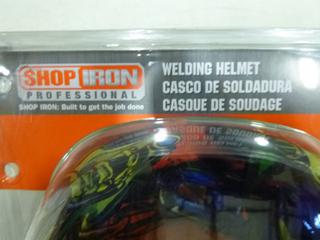 SHOP IRON
PROFESSIONAL
SHOP IRON: Built to get the job done
WELDING HELMET
CASCO DE SOLDADURA
CASQUE DE SOUDAGE